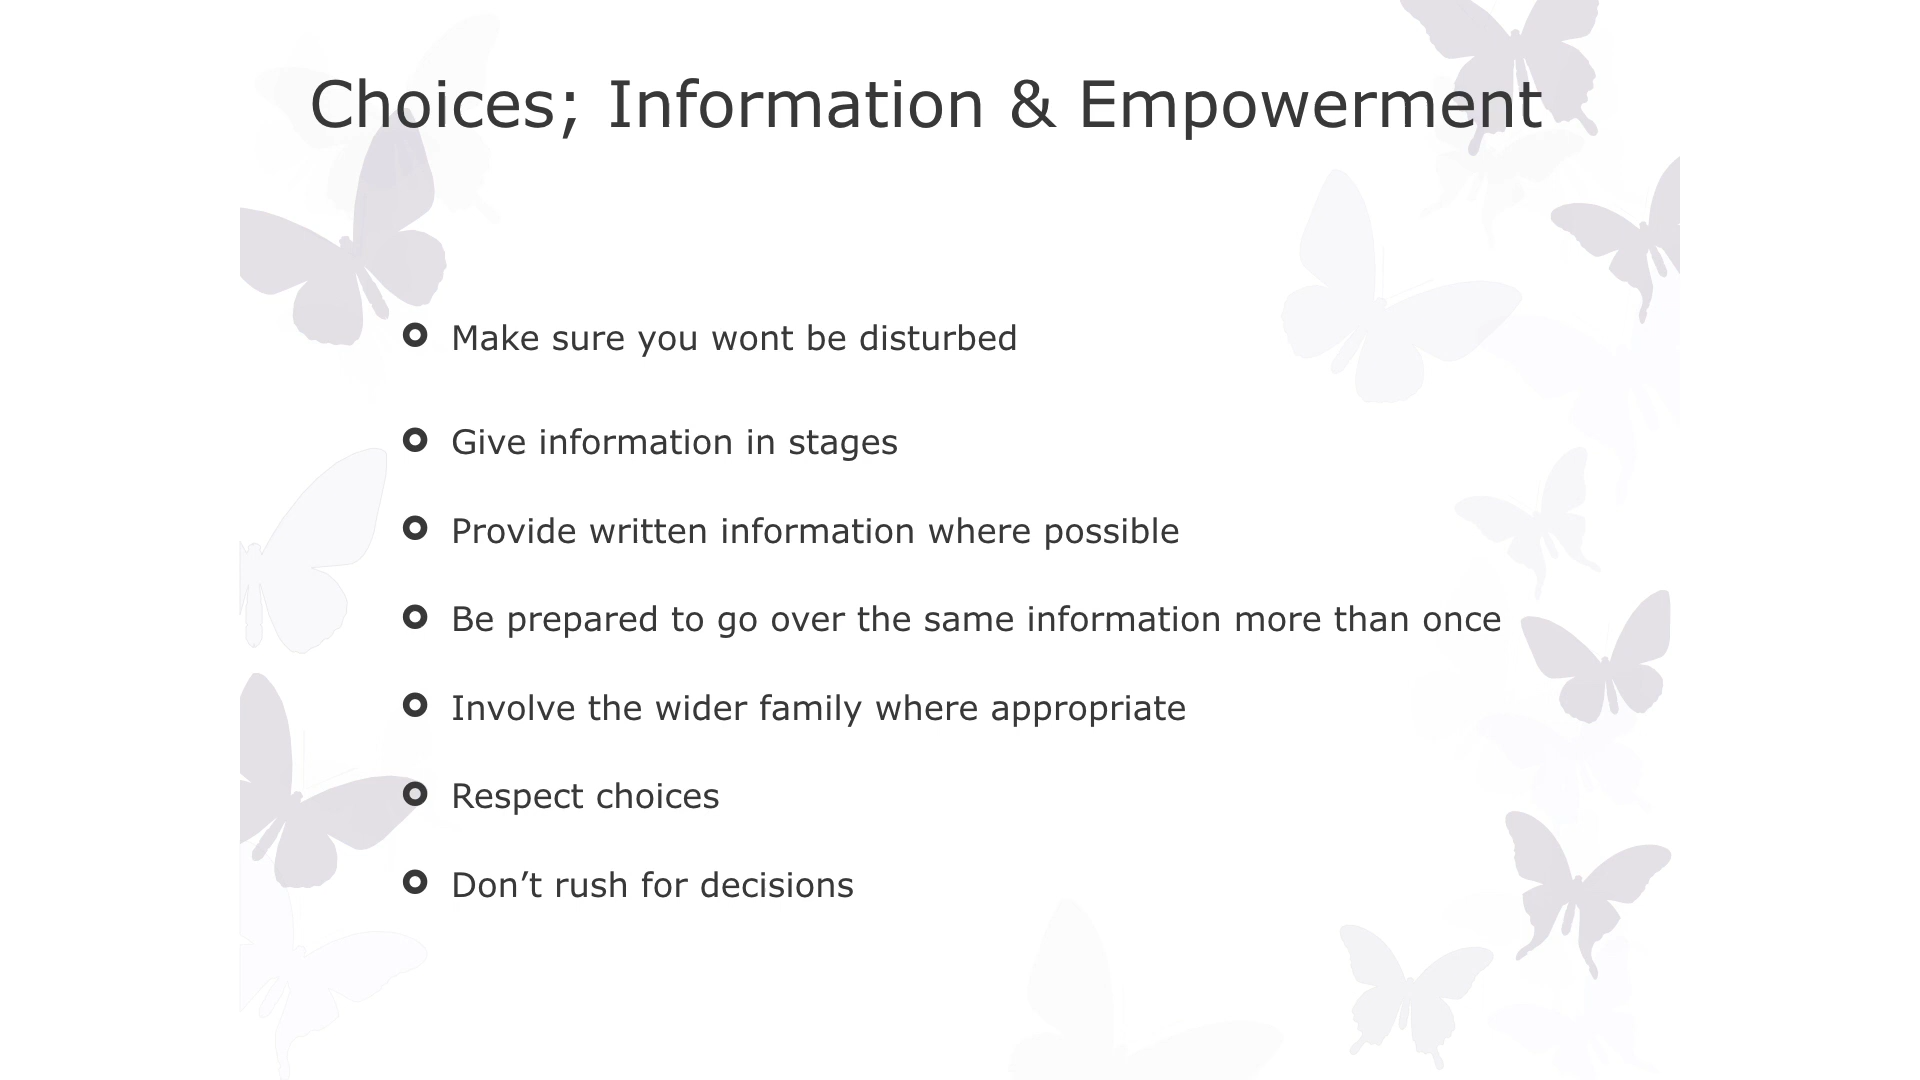 Choices; Information & Empowerment
Make sure you wont be disturbed
Give information in stages
Provide written information where possible
Be prepared to go over the same information more than once
Involve the wider family where appropriate
Respect choices
Don’t rush for decisions